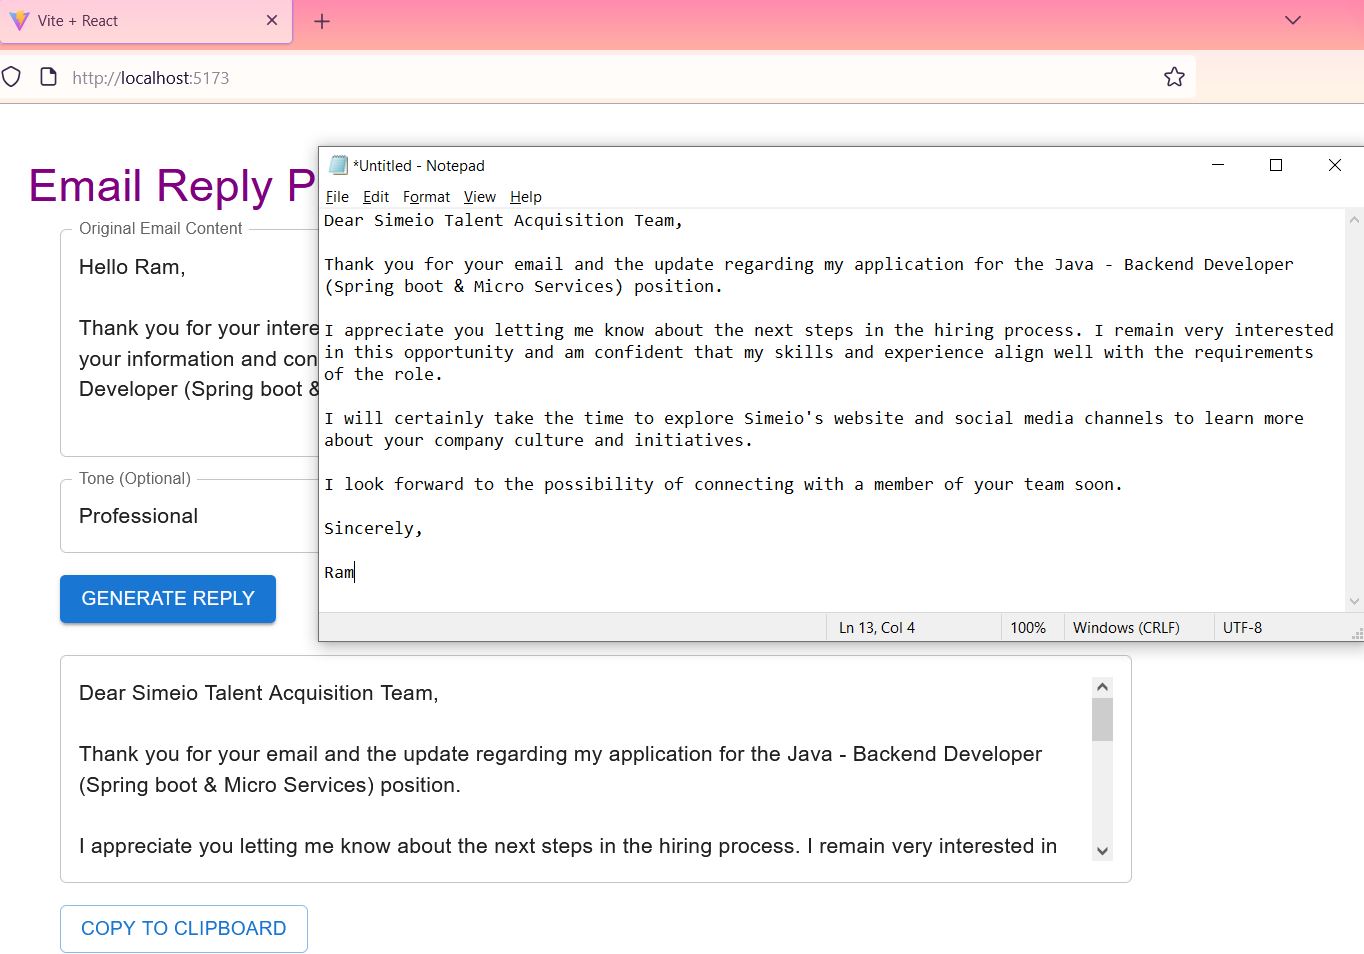 Vite + React
http://localhost:5173
Email Reply P
Original Email Content
Hello Ram,
Thank you for your intere
your information and con
Developer (Spring boot &
Tone (Optional)
Professional
GENERATE REPLY
*Untitled - Notepad
File Edit Format View Help
Dear Simeio Talent Acquisition Team,
Thank you for your email and the update regarding my application for the Java - Backend Developer
(Spring boot & Micro Services) position.
I appreciate you letting me know about the next steps in the hiring process. I remain very interested
in this opportunity and am confident that my skills and experience align well with the requirements
of the role.
I will certainly take the time to explore Simeio's website and social media channels to learn more
about your company culture and initiatives.
I look forward to the possibility of connecting with a member of your team soon.
Sincerely,
Ram
Ln 13, Col 4 100% Windows (CRLF) UTF-8
Dear Simeio Talent Acquisition Team,
Thank you for your email and the update regarding my application for the Java - Backend Developer
(Spring boot & Micro Services) position.
I appreciate you letting me know about the next steps in the hiring process. I remain very interested in
COPY TO CLIPBOARD